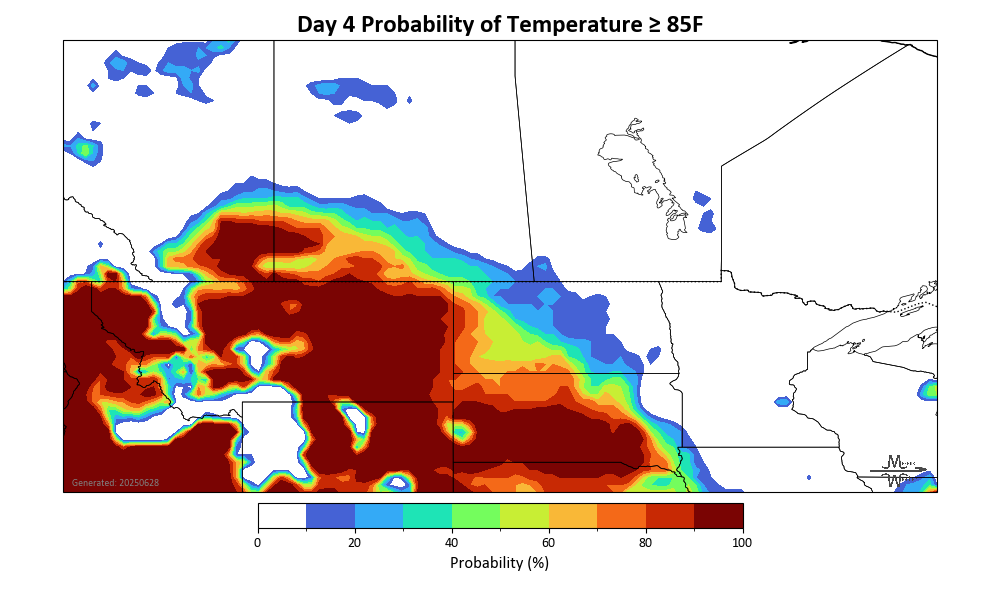 Day 4 Probability of Temperature ≥ 85F
Generated: 20250628
0 20 40 60 80 100
Probability (%)